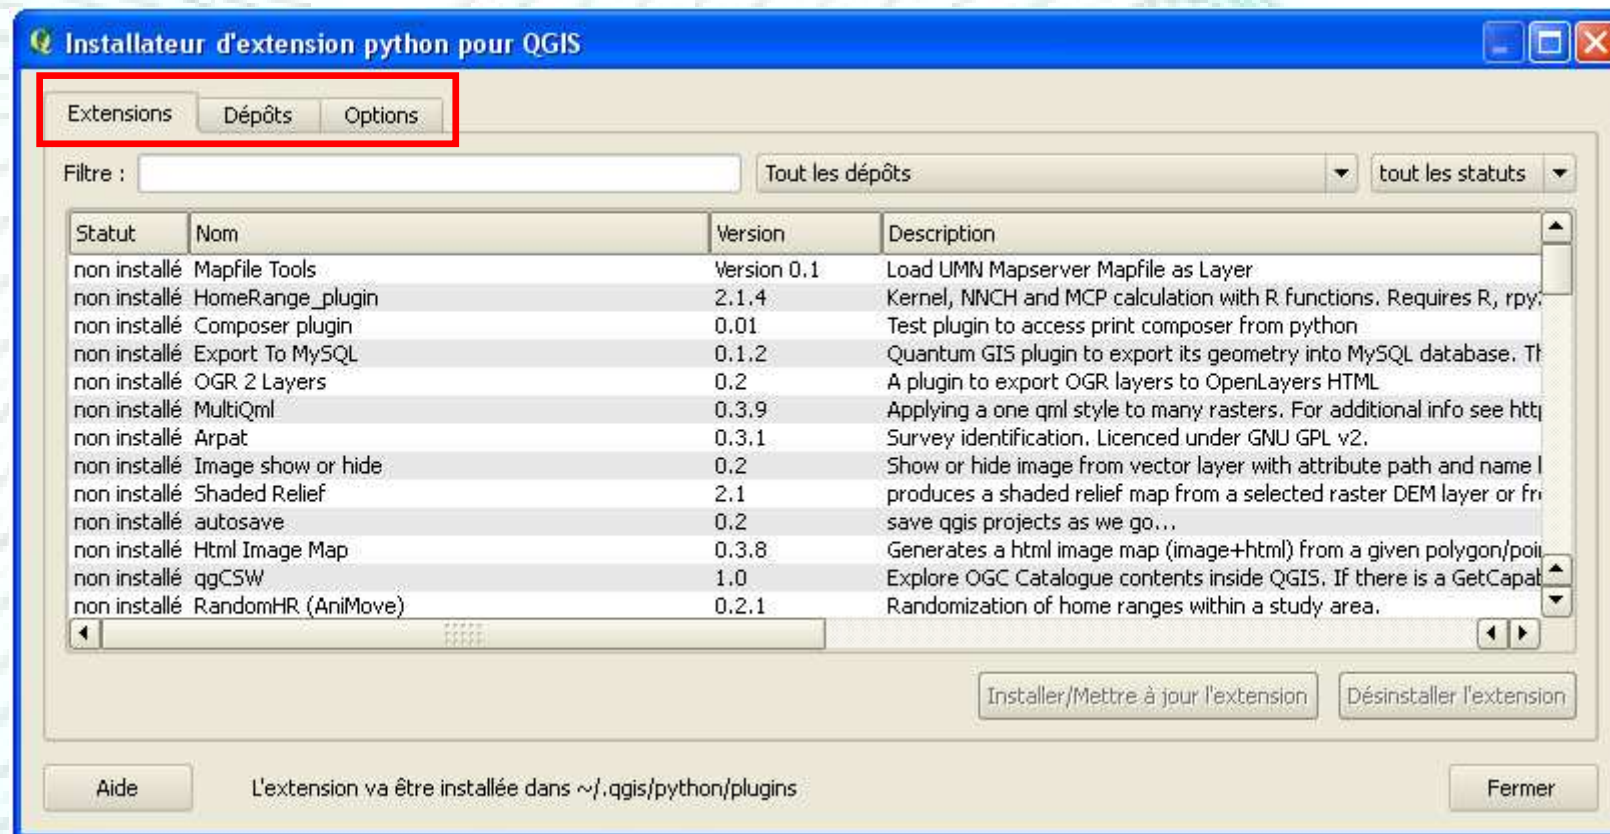 Installateur d'extension python pour QGIS
Extensions Dépôts Options
Filtre : Tout les dépôts tout les statuts
Statut Nom Version Description
non installé Mapfile Tools Version 0.1 Load UMN Mapserver Mapfile as Layer
non installé HomeRange_plugin 2.1.4 Kernel, NNCH and MCP calculation with R functions. Requires R,
non installé Composer plugin 0.01 Test plugin to access print composer from python
non installé Export To MySQL 0.1.2 Quantum GIS plugin to export its geometry into MySQL database.
non installé OGR 2 Layers 0.2 A plugin to export OGR layers to OpenLayers HTML
non installé MultiQml 0.3.9 Applying a one qml style to many rasters. For additional info see
non installé Arpat 0.3.1 Survey identification. Licenced under GNU GPL v2.
non installé Image show or hide 0.2 Show or hide image from vector layer with attribute path and name
non installé Shaded Relief 2.1 produces a shaded relief map from a selected raster DEM layer or
non installé autosave 0.2 save qgis projects as we go...
non installé Html Image Map 0.3.8 Generates a html image map (image+html) from a given
non installé qgCSW 1.0 Explore OGC Catalogue contents inside QGIS. If there is a
non installé RandomHR (AniMove) 0.2.1 Randomization of home ranges within a study area.
Installer/Mettre à jour l'extension Désinstaller l'extension
Aide L'extension va être installée dans ~/.qgis/python/plugins Fermer